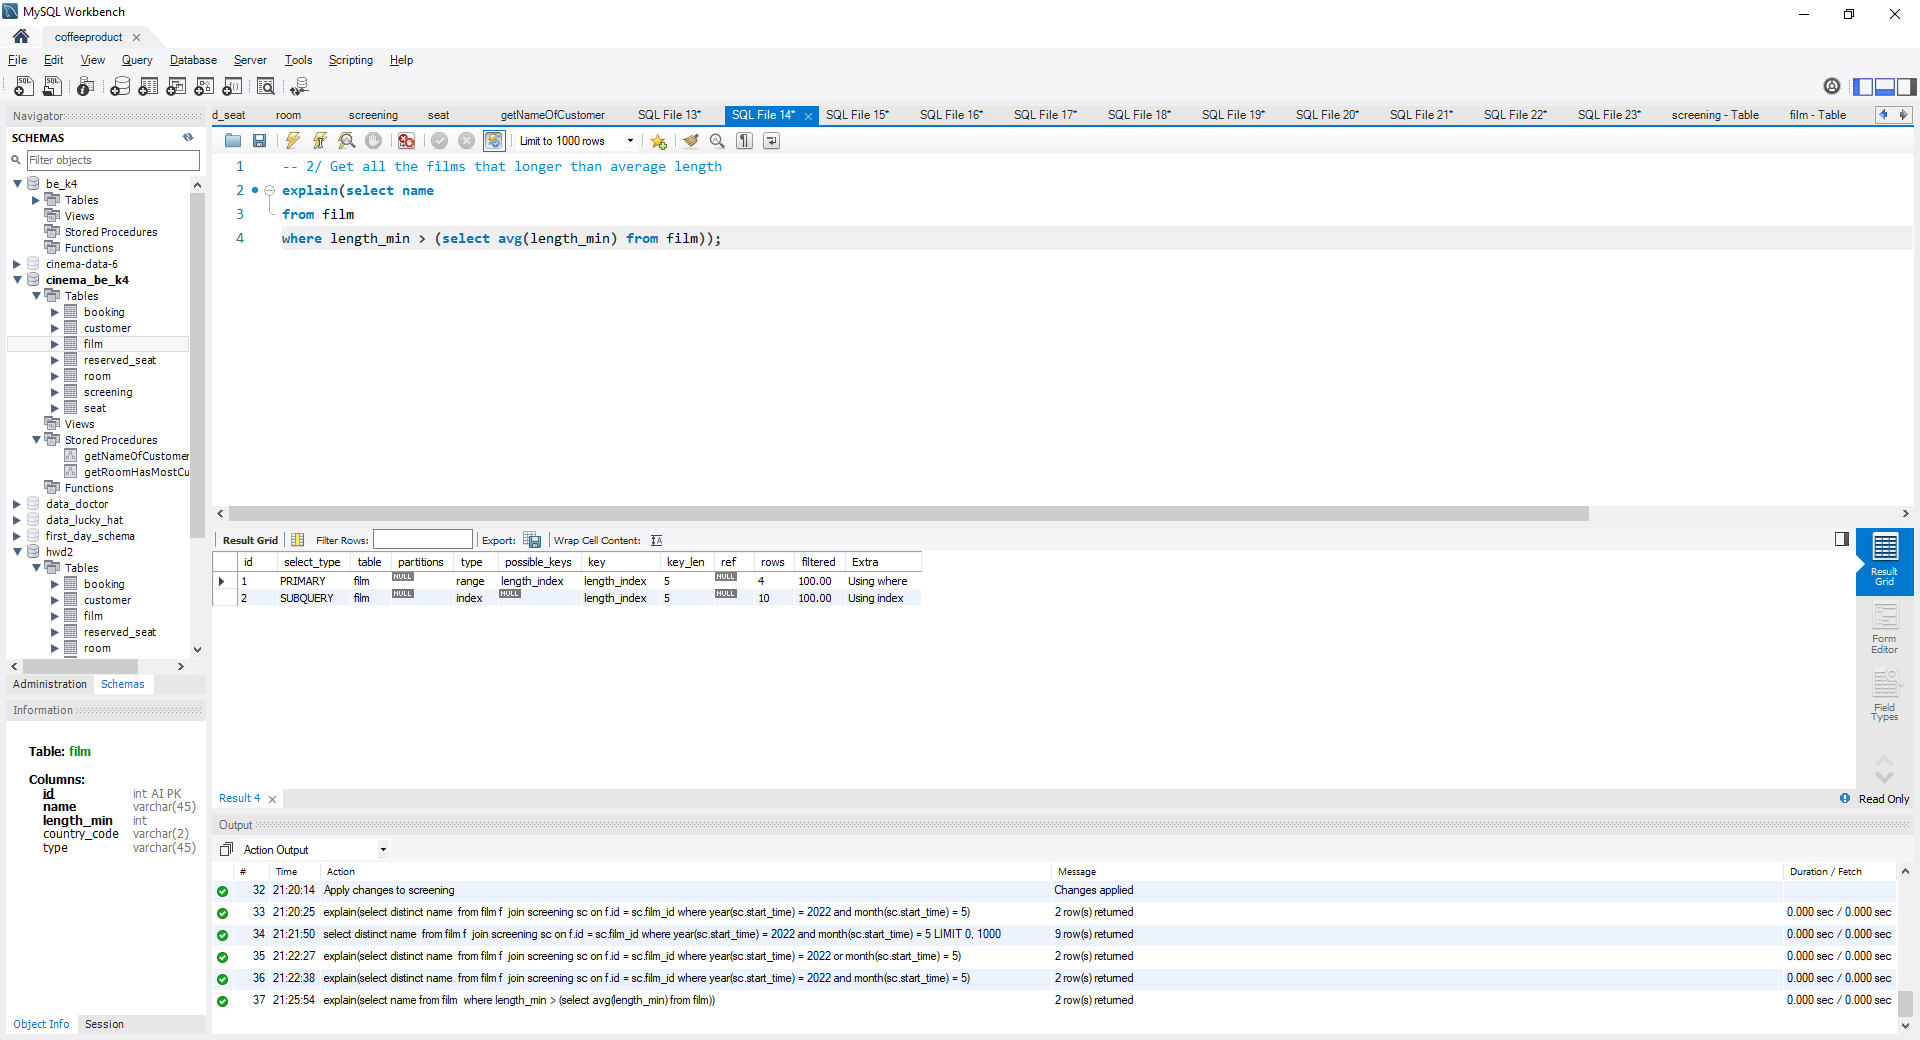 MySQL Workbench
coffeeproduct
File Edit View Query Database Server Tools Scripting Help
Navigator
SCHEMAS
Filter objects
be_k4
Tables
Views
Stored Procedures
Functions
cinema-data-6
cinema_be_k4
Tables
booking
customer
film
reserved_seat
room
screening
seat
Views
Stored Procedures
getNameOfCustomer
getRoomHasMostCu
Functions
data_doctor
data_lucky_hat
first_day_schema
hwd2
Tables
booking
customer
film
reserved_seat
room
Administration Schemas
Information
Table: film
Columns:
id int AI PK
name varchar(45)
length_min int
country_code varchar(2)
type varchar(45)
Object Info Session
d_seat room screening seat getNameOfCustomer SQL File 13* SQL File 14* SQL File 15* SQL File 16* SQL File 17* SQL File 18* SQL File 19* SQL File 20* SQL File 21* SQL File 22* SQL File 23* screening - Table film - Table
Limit to 1000 rows
1 -- 2/ Get all the films that longer than average length
2 explain(select name
3 from film
4 where length_min > (select avg(length_min) from film));
Result Grid Filter Rows: Export: Wrap Cell Content:
id select_type table partitions type possible_keys key key_len ref rows filtered Extra
1 PRIMARY film NULL range length_index length_index 5 NULL 4 100.00 Using where
2 SUBQUERY film NULL index NULL length_index 5 NULL 10 100.00 Using index
Result Grid
Form Editor
Field Types
Result 4
Read Only
Output
Action Output
# Time Action Message Duration / Fetch
32 21:20:14 Apply changes to screening Changes applied
33 21:20:25 explain(select distinct name from film f join screening sc on f.id = sc.film_id where year(sc.start_time) = 2022 and month(sc.start_time) = 5) 2 row(s) returned 0.000 sec / 0.000 sec
34 21:21:50 select distinct name from film f join screening sc on f.id = sc.film_id where year(sc.start_time) = 2022 and month(sc.start_time) = 5 LIMIT 0, 1000 9 row(s) returned 0.000 sec / 0.000 sec
35 21:22:27 explain(select distinct name from film f join screening sc on f.id = sc.film_id where year(sc.start_time) = 2022 or month(sc.start_time) = 5) 2 row(s) returned 0.000 sec / 0.000 sec
36 21:22:38 explain(select distinct name from film f join screening sc on f.id = sc.film_id where year(sc.start_time) = 2022 and month(sc.start_time) = 5) 2 row(s) returned 0.000 sec / 0.000 sec
37 21:25:54 explain(select name from film where length_min > (select avg(length_min) from film)) 2 row(s) returned 0.000 sec / 0.000 sec